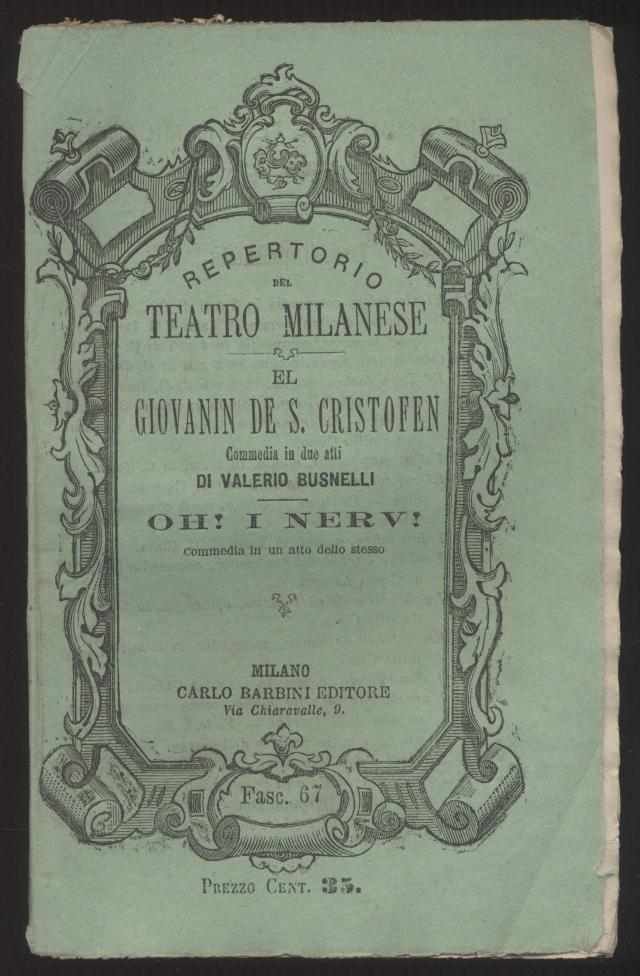 REPERTORIO
DEL
TEATRO MILANESE
EL
GIOVANIN DE S. CRISTOFEN
Commedia in due atti
DI VALERIO BUSNELLI
OH! I NERV!
commedia in un atto dello stesso
MILANO
CARLO BARBINI EDITORE
Via Chiaravalle, 9.
Fasc. 67
PREZZO CENT. 35.